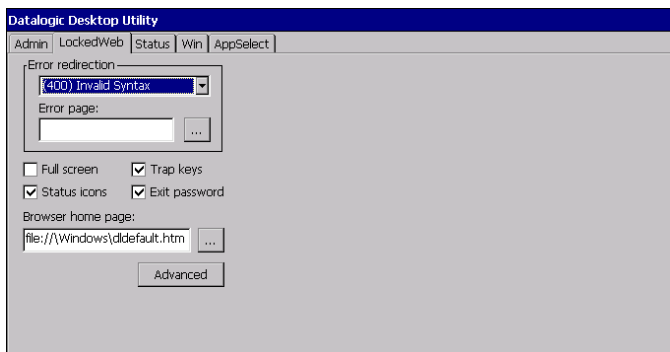 Datalogic Desktop Utility
Admin LockedWeb Status Win AppSelect
Error redirection
(400) Invalid Syntax
Error page:
...
Full screen Trap keys
Status icons Exit password
Browser home page:
file://\Windows\dldefault.htm ...
Advanced